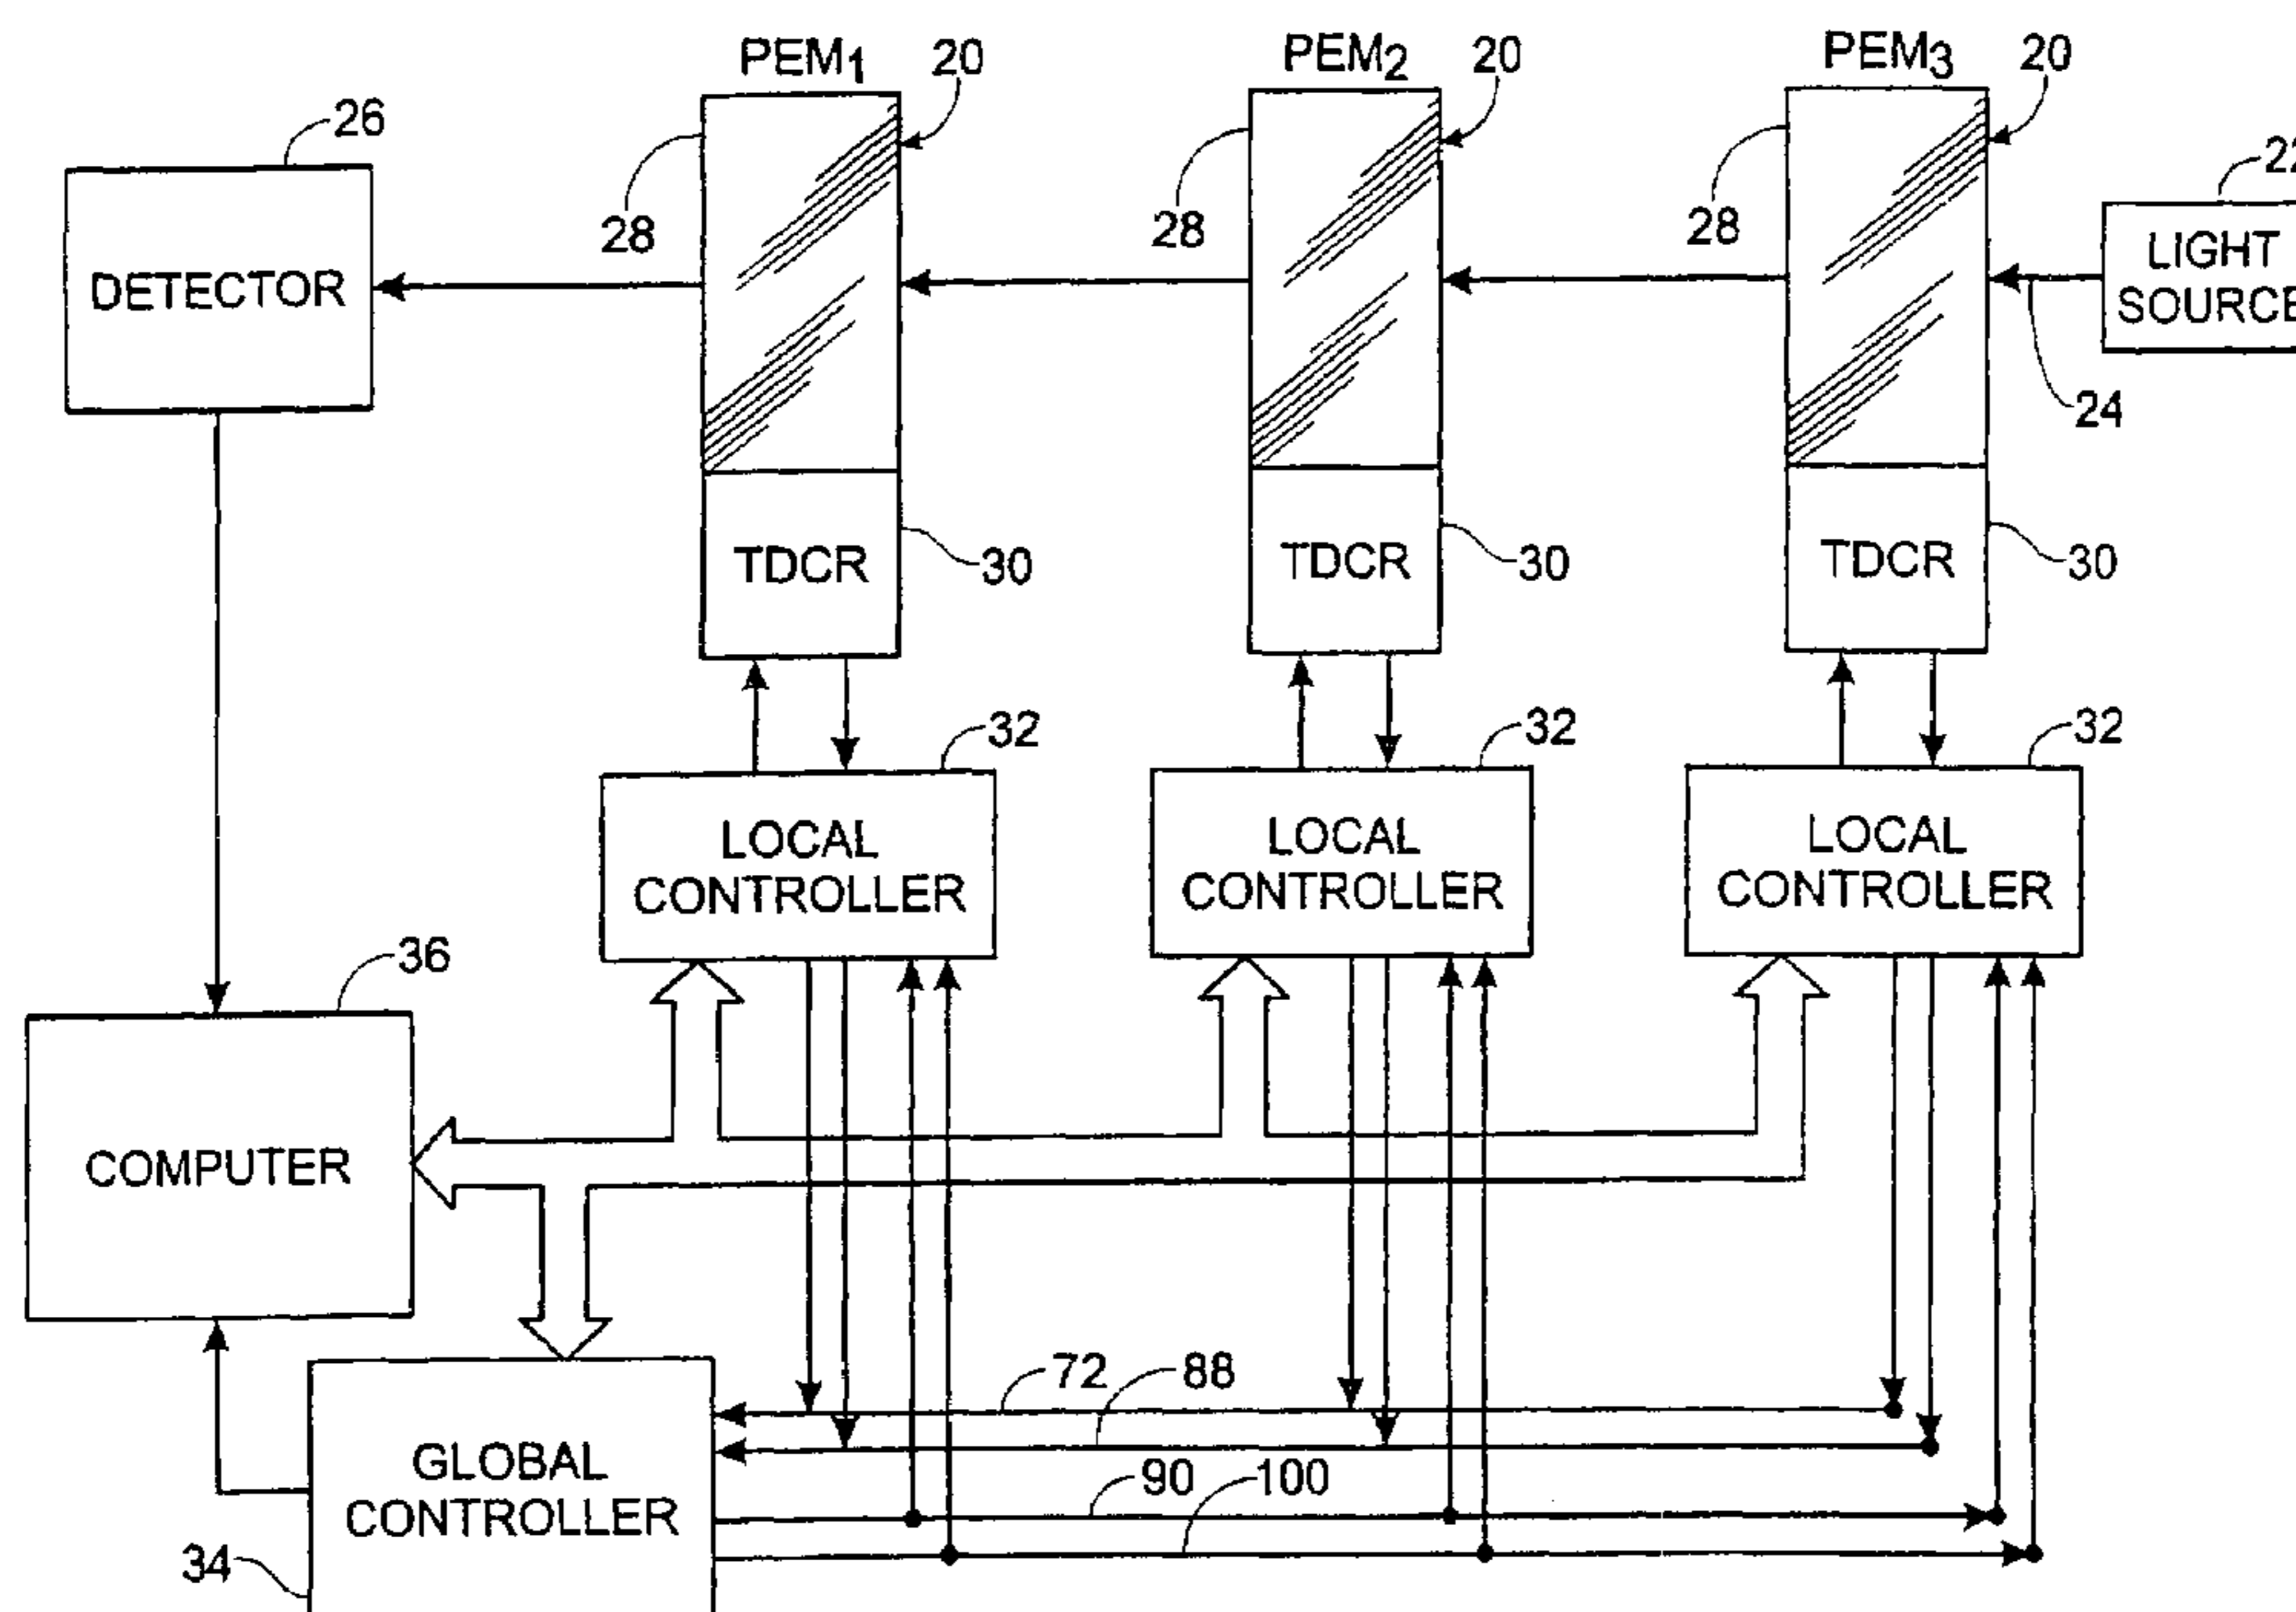 PEM1
20
PEM2
20
PEM3
20
26
28
28
28
22
DETECTOR
LIGHT
SOURCE
24
TDCR
30
TDCR
30
TDCR
30
32
32
32
LOCAL
CONTROLLER
LOCAL
CONTROLLER
LOCAL
CONTROLLER
36
COMPUTER
72
88
GLOBAL
CONTROLLER
90
100
34